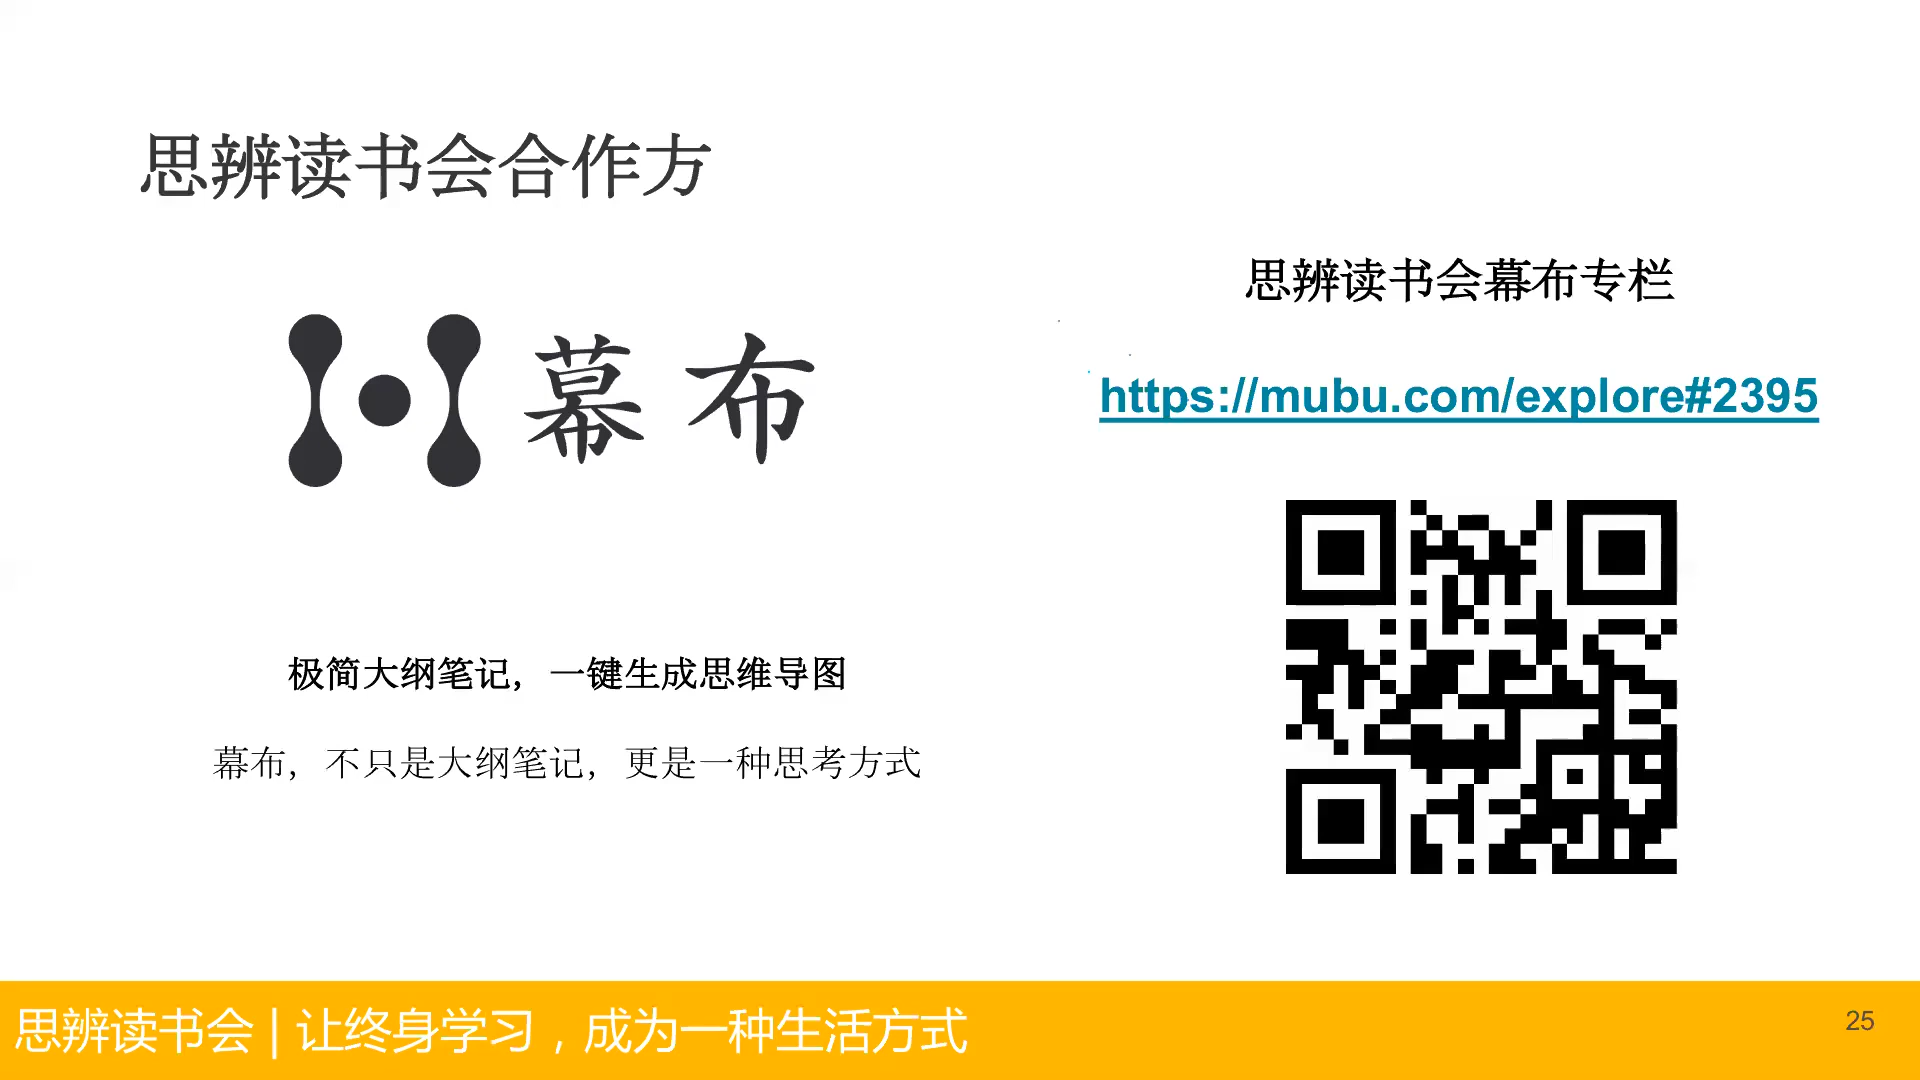 思辨读书会合作方
幕布
极简大纲笔记，一键生成思维导图
幕布，不只是大纲笔记，更是一种思考方式
思辨读书会幕布专栏
https://mubu.com/explore#2395
思辨读书会 | 让终身学习，成为一种生活方式
25